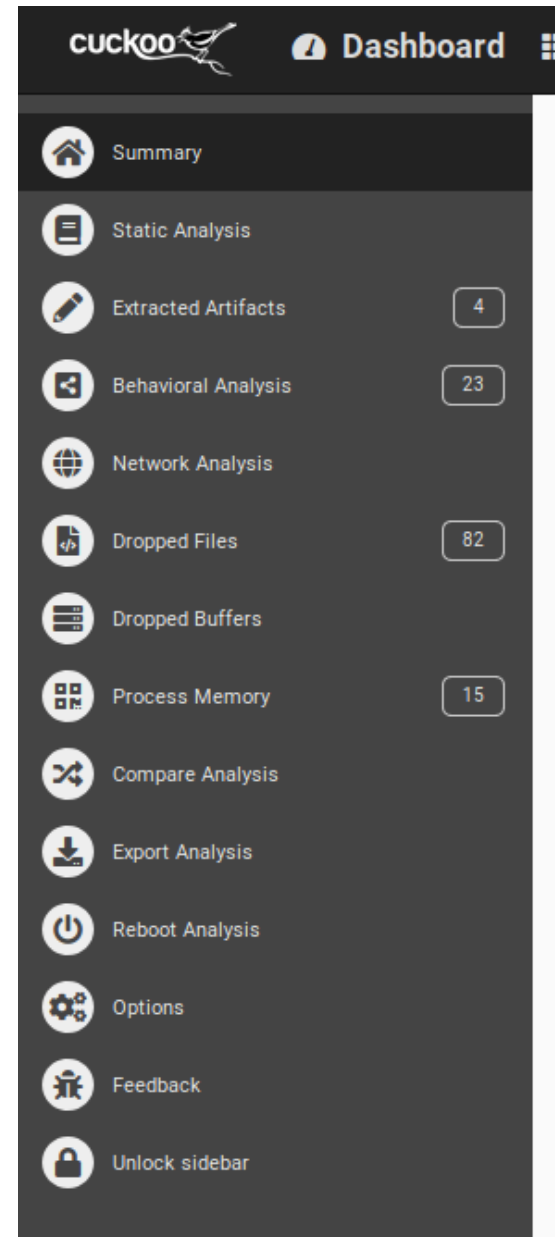 cuckoo Dashboard
Summary
Static Analysis
Extracted Artifacts 4
Behavioral Analysis 23
Network Analysis
Dropped Files 82
Dropped Buffers
Process Memory 15
Compare Analysis
Export Analysis
Reboot Analysis
Options
Feedback
Unlock sidebar